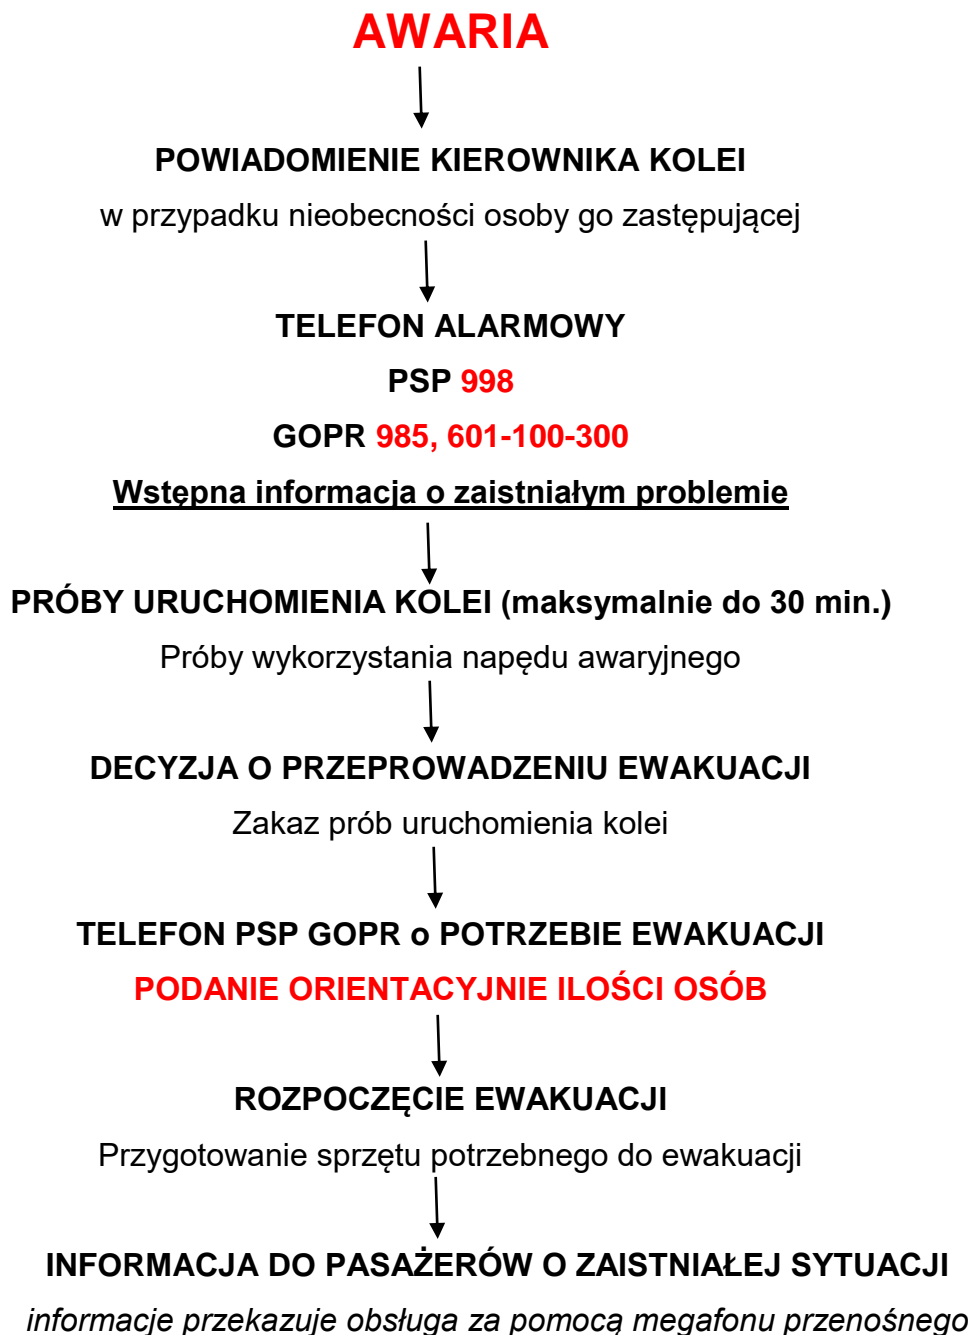 AWARIA
POWIADOMIENIE KIEROWNIKA KOLEI
w przypadku nieobecności osoby go zastępującej
TELEFON ALARMOWY
PSP 998
GOPR 985, 601-100-300
Wstępna informacja o zaistniałym problemie
PRÓBY URUCHOMIENIA KOLEI (maksymalnie do 30 min.)
Próby wykorzystania napędu awaryjnego
DECYZJA O PRZEPROWADZENIU EWAKUACJI
Zakaz prób uruchomienia kolei
TELEFON PSP GOPR o POTRZEBIE EWAKUACJI
PODANIE ORIENTACYJNIE ILOŚCI OSÓB
ROZPOCZĘCIE EWAKUACJI
Przygotowanie sprzętu potrzebnego do ewakuacji
INFORMACJA DO PASAŻERÓW O ZAISTNIAŁEJ SYTUACJI
informacje przekazuje obsługa za pomocą megafonu przenośnego